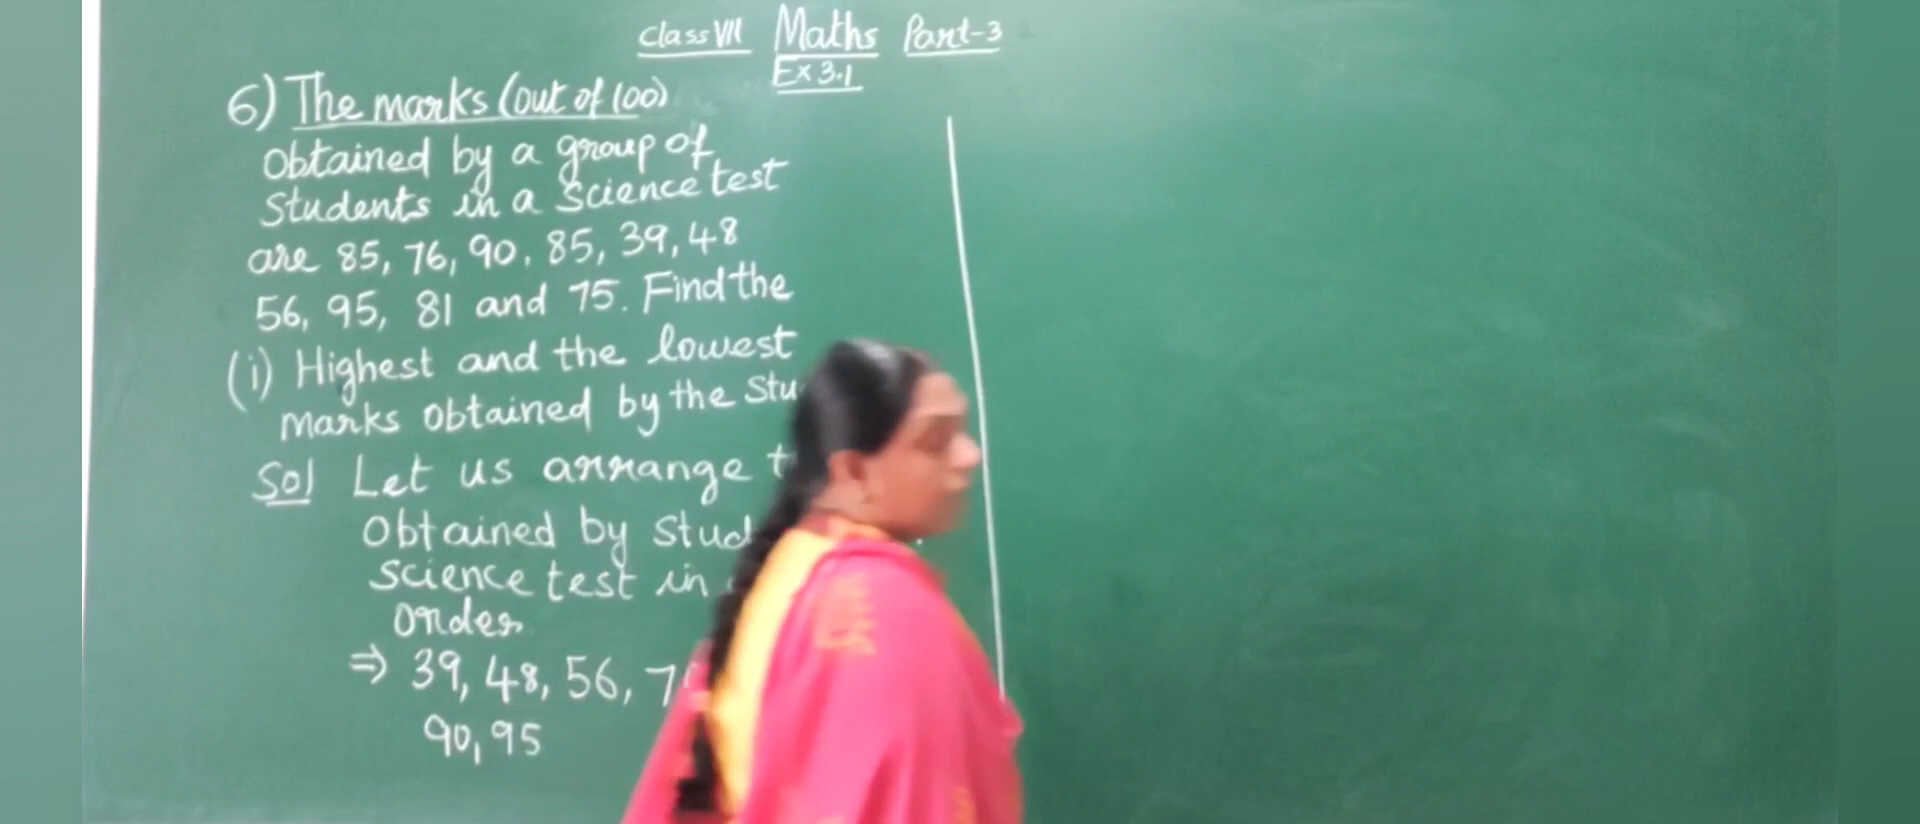 Class VII Maths Part-3
Ex 3.1
6) The marks (out of 100)
obtained by a group of
Students in a Science test
are 85, 76, 90, 85, 39, 48
56, 95, 81 and 75. Find the
(i) Highest and the lowest
marks obtained by the
Sol Let us arrange
obtained by
science test in
order
⇒ 39, 48, 56,
90, 95